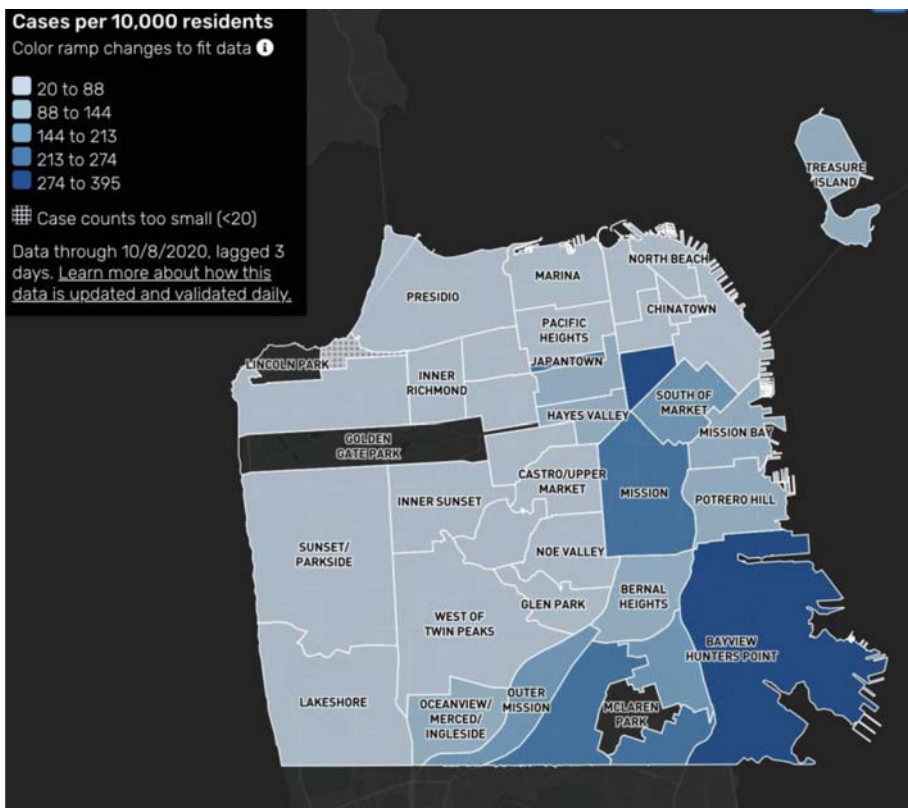 Cases per 10,000 residents
Color ramp changes to fit data
20 to 88
88 to 144
144 to 213
213 to 274
274 to 395
Case counts too small (<20)
Data through 10/8/2020, lagged 3
days. Learn more about how this
data is updated and validated daily.
TREASURE
ISLAND
NORTH BEACH
MARINA
PRESIDIO
CHINATOWN
PACIFIC
HEIGHTS
LINCOLN PARK
JAPANTOWN
INNER
RICHMOND
SOUTH OF
MARKET
HAYES VALLEY
MISSION BAY
GOLDEN
GATE PARK
CASTRO/UPPER
MARKET
MISSION
POTRERO HILL
INNER SUNSET
SUNSET/
PARKSIDE
NOE VALLEY
GLEN PARK
BERNAL
HEIGHTS
WEST OF
TWIN PEAKS
BAYVIEW
HUNTERS POINT
LAKESHORE
OCEANVIEW/
MERCED/
INGLESIDE
OUTER
MISSION
MCLAREN
PARK